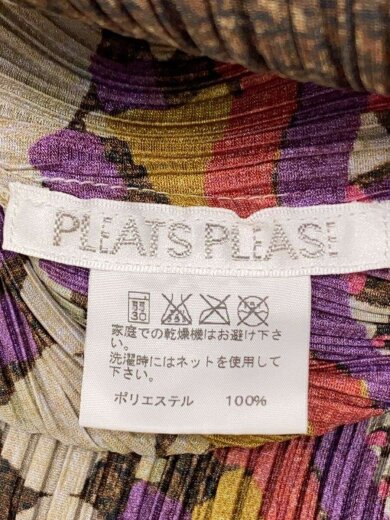 PLEATS PLEASE
弱
30
家庭での乾燥機はお避け下さい。
洗濯時にはネットを使用して
下さい。
ポリエステル 100%